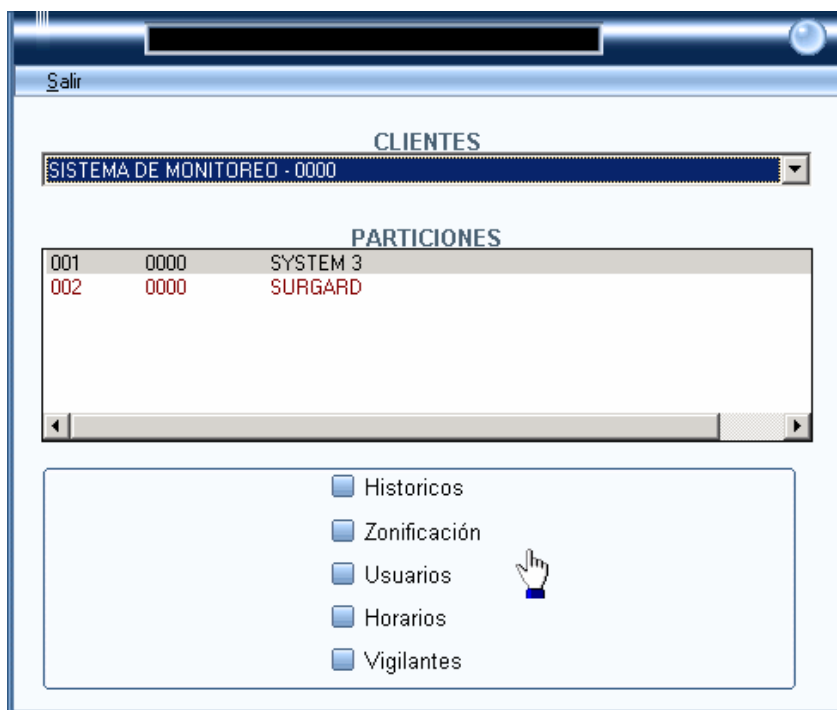 Salir
CLIENTES
SISTEMA DE MONITOREO - 0000
PARTICIONES
001 0000 SYSTEM 3
002 0000 SURGARD
Historicos
Zonificación
Usuarios
Horarios
Vigilantes